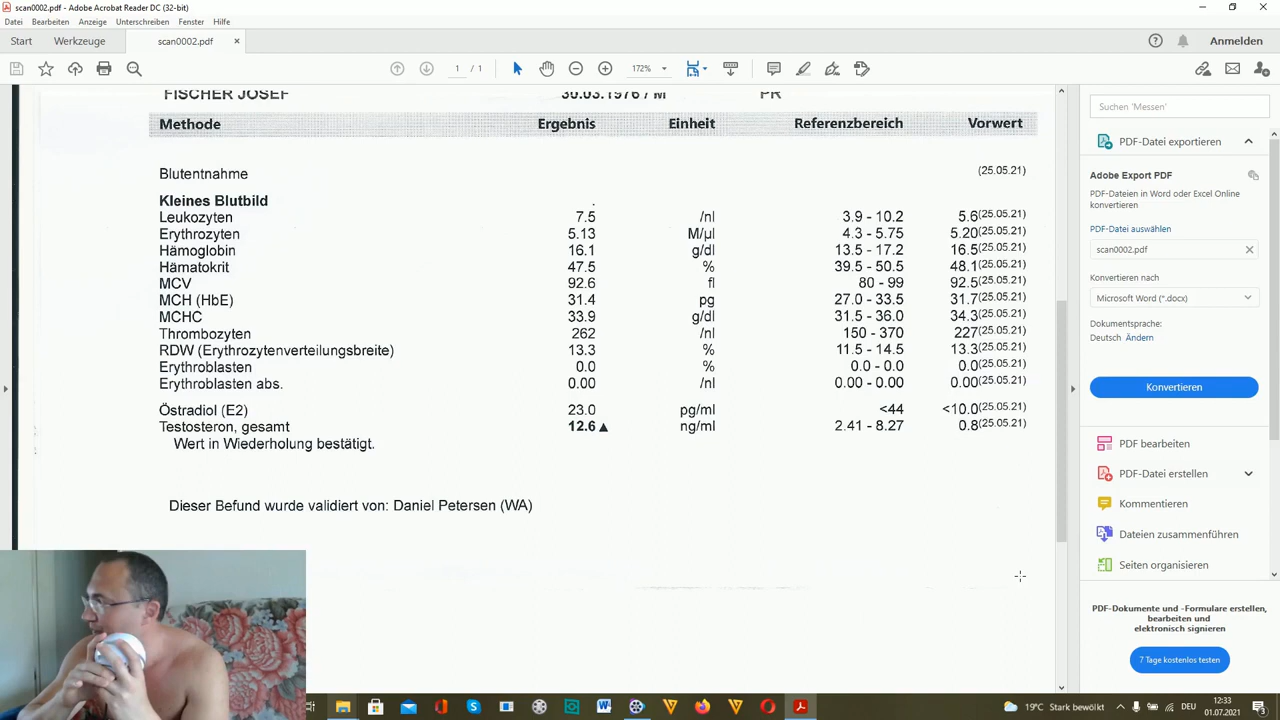 scan0002.pdf - Adobe Acrobat Reader DC (32-bit)
Datei Bearbeiten Anzeige Unterschreiben Fenster Hilfe
Start Werkzeuge scan0002.pdf × Anmelden
1 / 1 172%
FISCHER JOSEF 30.03.1976 / M PR
Methode Ergebnis Einheit Referenzbereich Vorwert
Blutentnahme (25.05.21)
Kleines Blutbild
Leukozyten 7.5 /nl 3.9 - 10.2 5.6(25.05.21)
Erythrozyten 5.13 M/µl 4.3 - 5.75 5.20(25.05.21)
Hämoglobin 16.1 g/dl 13.5 - 17.2 16.5(25.05.21)
Hämatokrit 47.5 % 39.5 - 50.5 48.1(25.05.21)
MCV 92.6 fl 80 - 99 92.5(25.05.21)
MCH (HbE) 31.4 pg 27.0 - 33.5 31.7(25.05.21)
MCHC 33.9 g/dl 31.5 - 36.0 34.3(25.05.21)
Thrombozyten 262 /nl 150 - 370 227(25.05.21)
RDW (Erythrozytenverteilungsbreite) 13.3 % 11.5 - 14.5 13.3(25.05.21)
Erythroblasten 0.0 % 0.0 - 0.0 0.0(25.05.21)
Erythroblasten abs. 0.00 /nl 0.00 - 0.00 0.00(25.05.21)
Östradiol (E2) 23.0 pg/ml <44 <10.0(25.05.21)
Testosteron, gesamt 12.6▲ ng/ml 2.41 - 8.27 0.8(25.05.21)
Wert in Wiederholung bestätigt.
Dieser Befund wurde validiert von: Daniel Petersen (WA)
Suchen 'Messen'
PDF-Datei exportieren
Adobe Export PDF
PDF-Dateien in Word oder Excel Online
konvertieren
PDF-Datei auswählen
scan0002.pdf ×
Konvertieren nach
Microsoft Word (*.docx)
Dokumentsprache:
Deutsch Ändern
Konvertieren
PDF bearbeiten
PDF-Datei erstellen
Kommentieren
Dateien zusammenführen
Seiten organisieren
PDF-Dokumente und -Formulare erstellen,
bearbeiten und
elektronisch signieren
7 Tage kostenlos testen
19°C Stark bewölkt DEU 12:33
01.07.2021